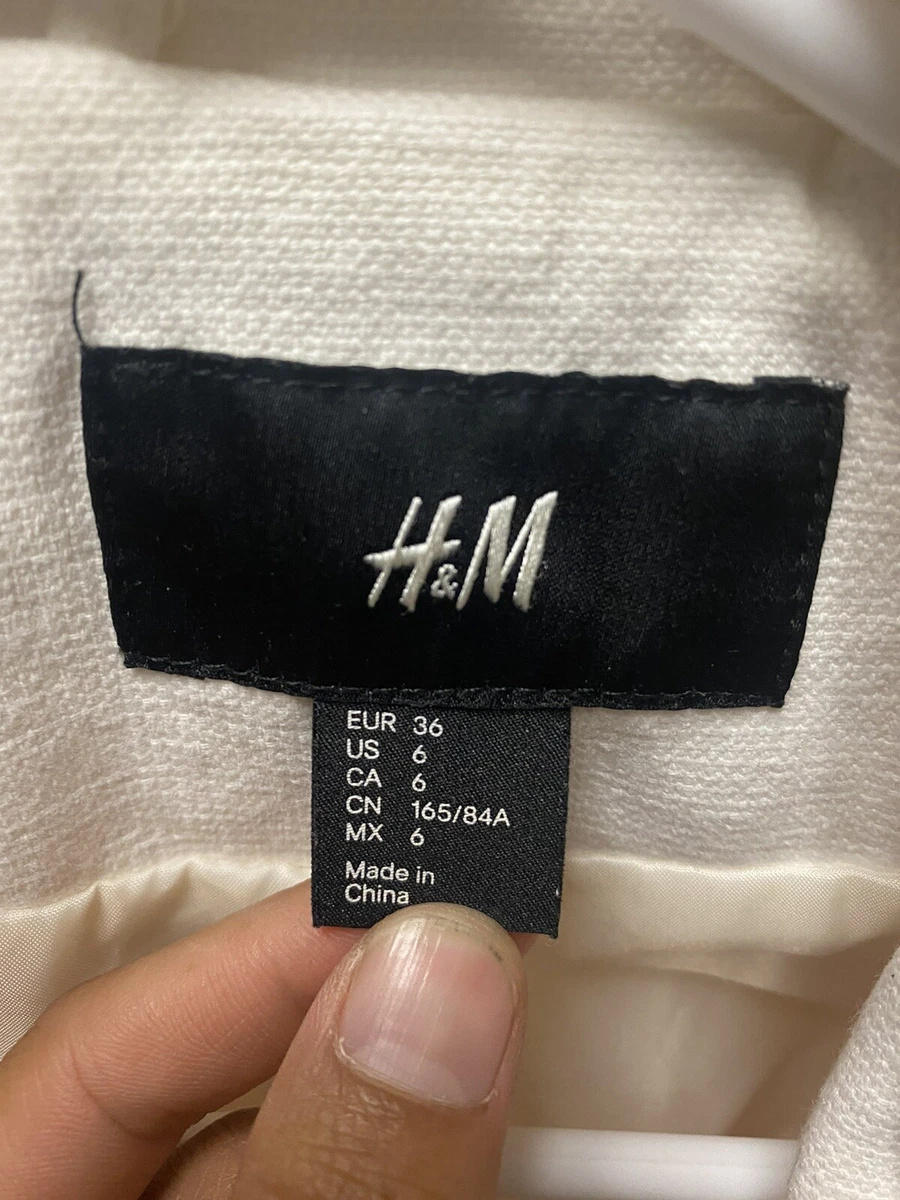 H&M
EUR 36
US 6
CA 6
CN 165/84A
MX 6
Made in
China